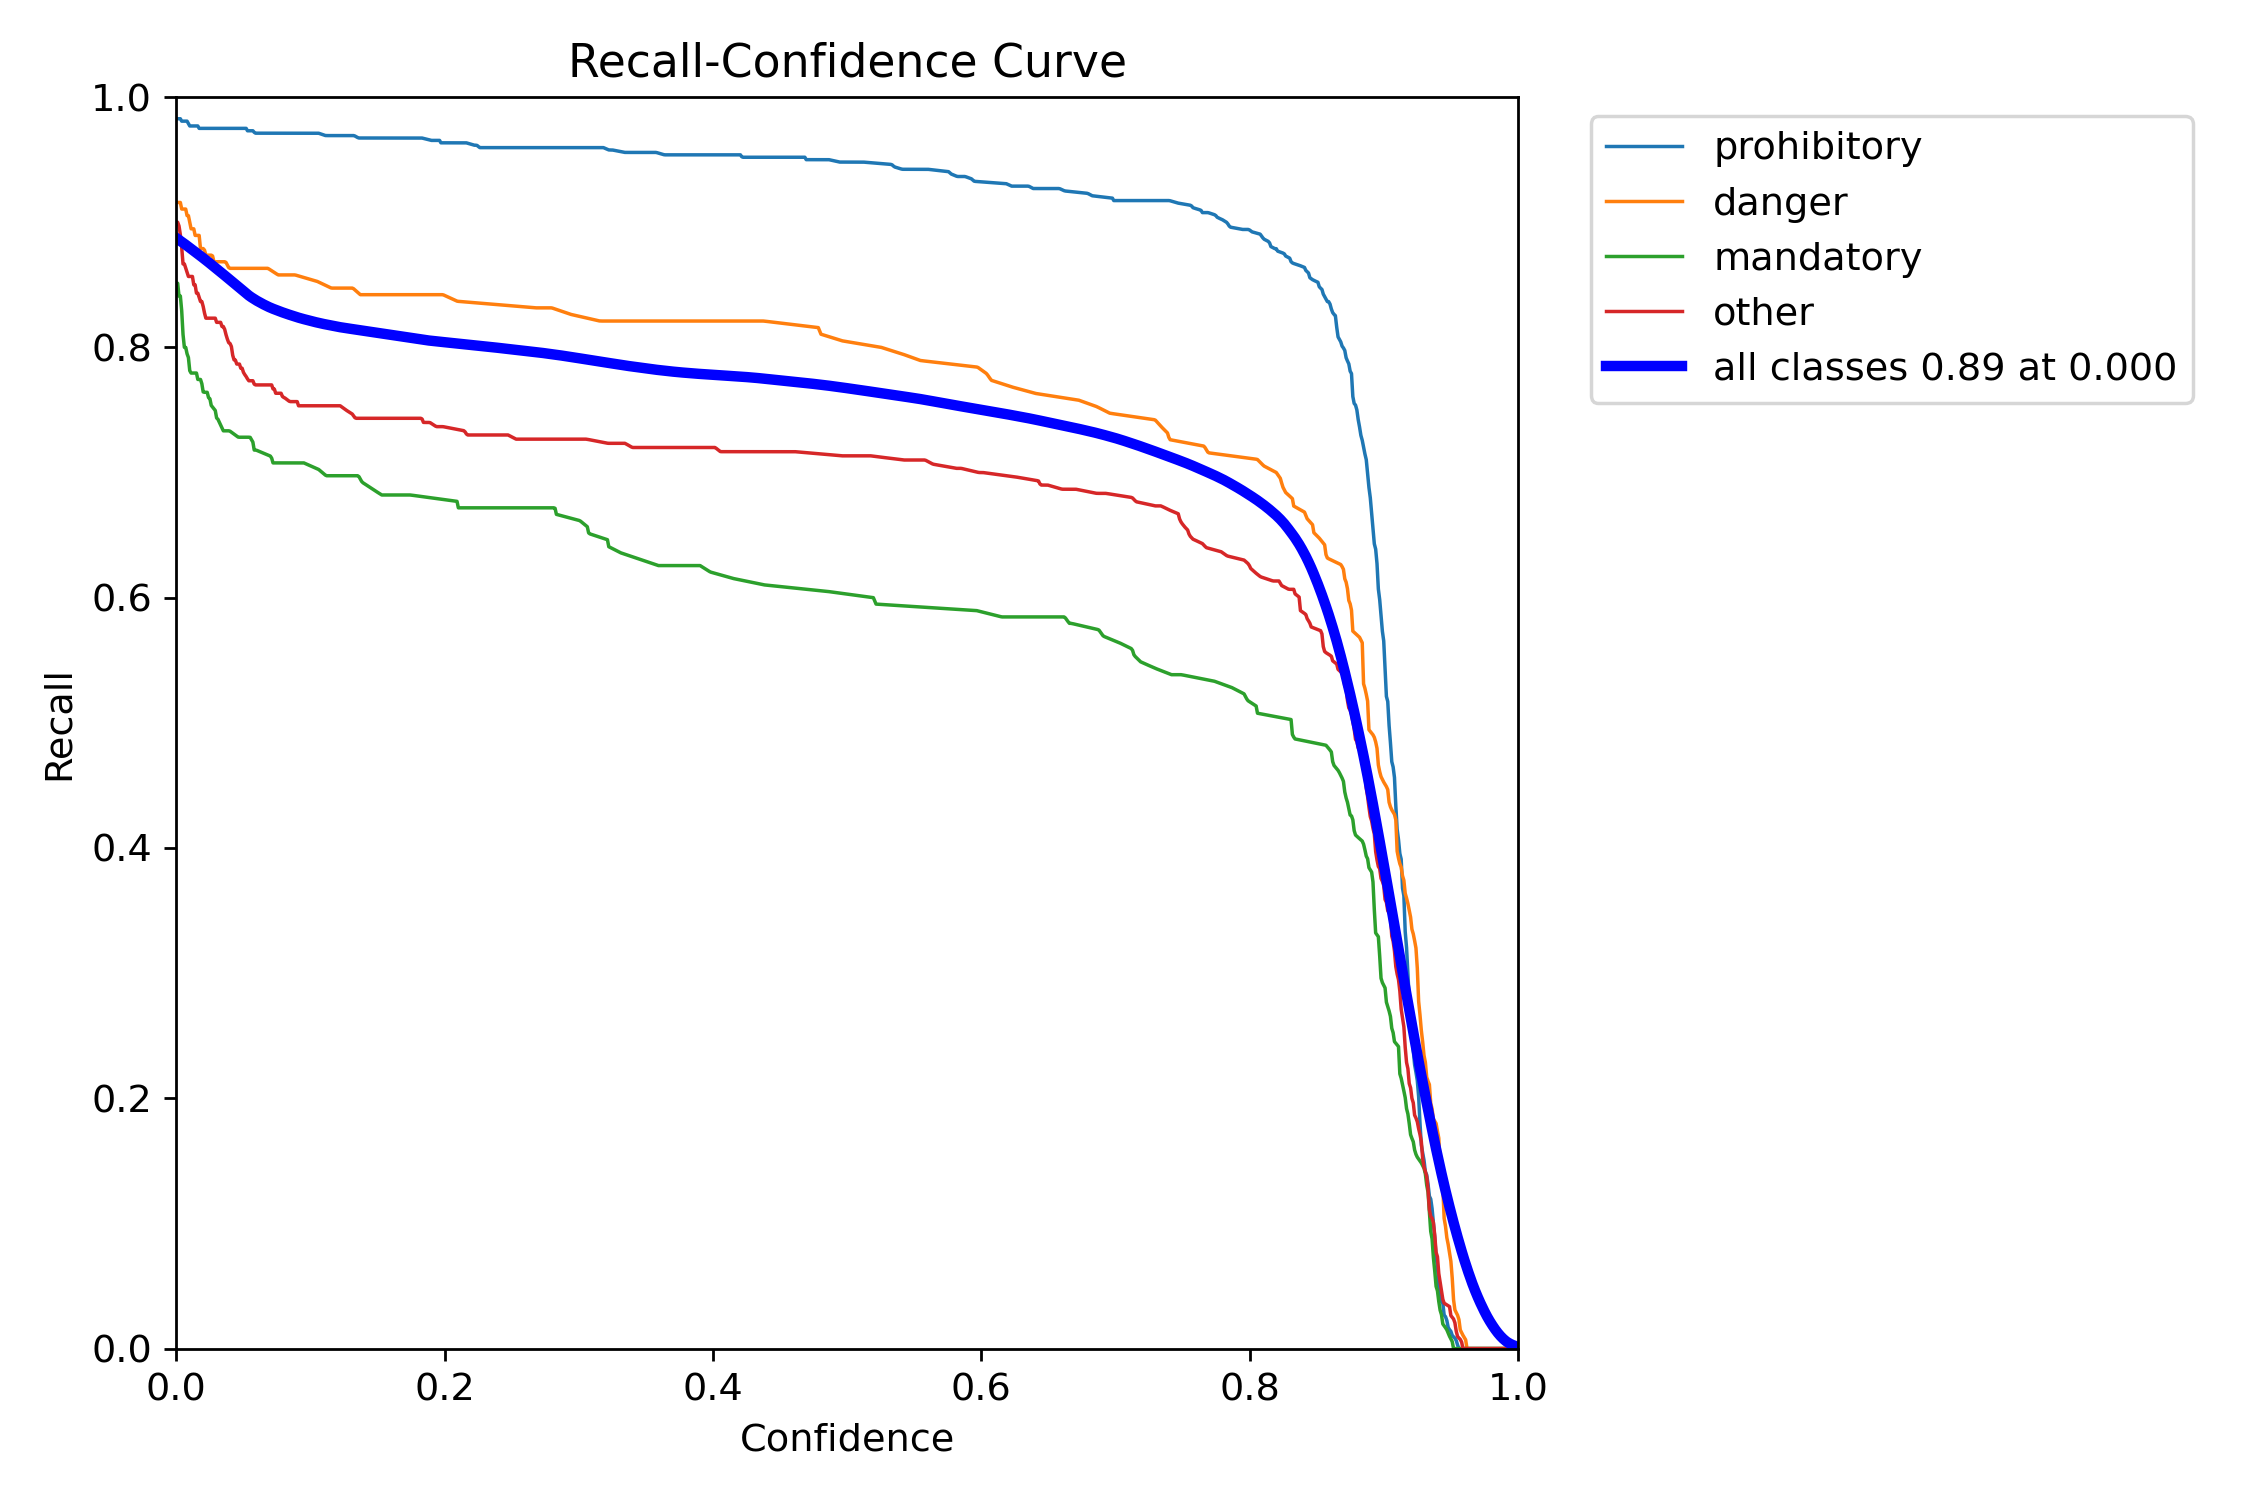 Recall-Confidence Curve
1.0
0.8
0.6
0.4
0.2
0.0
Recall
0.0 0.2 0.4 0.6 0.8 1.0
Confidence
prohibitory
danger
mandatory
other
all classes 0.89 at 0.000